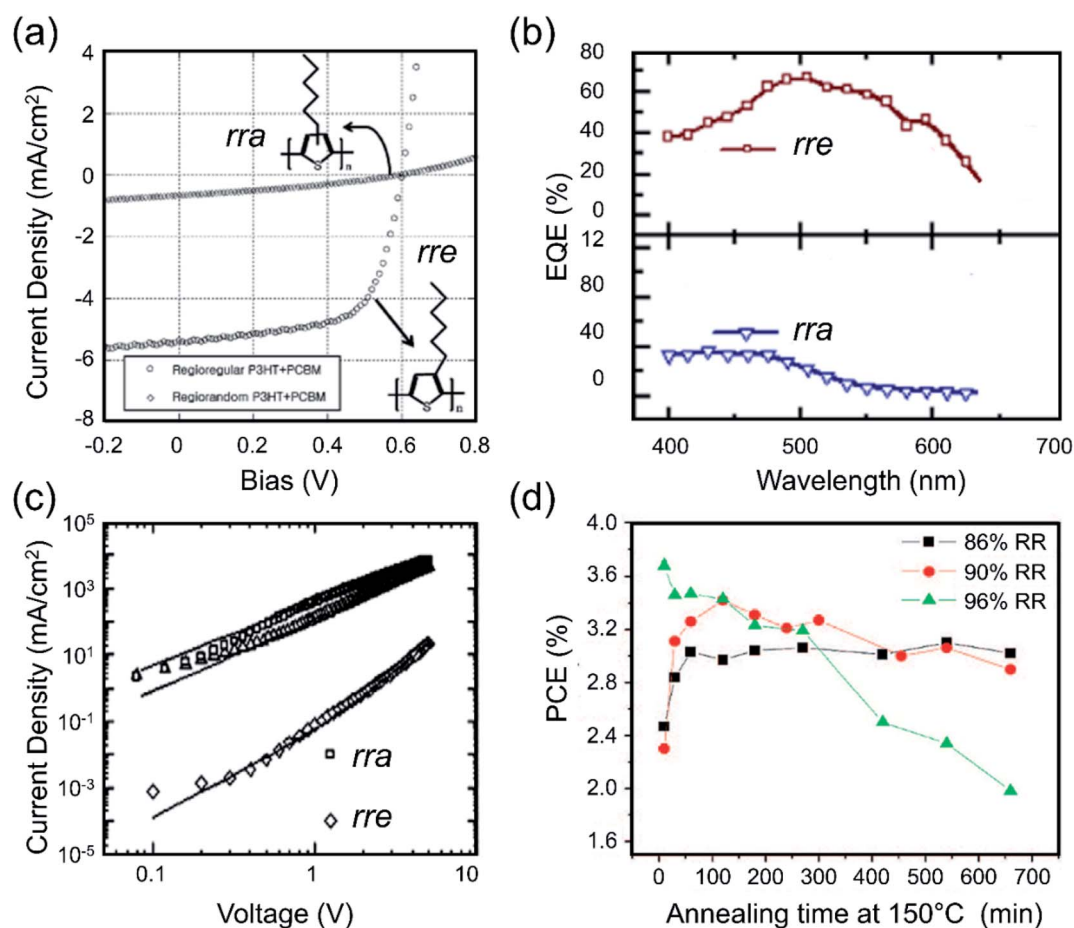 (a)
Current Density (mA/cm²)
4
2
0
-2
-4
-6
-8
rra
S
n
rre
S
n
Regioregular P3HT+PCBM
Regiorandom P3HT+PCBM
-0.2
0
0.2
0.4
0.6
0.8
Bias (V)
(b)
EQE (%)
80
60
40
20
0
rre
12
80
40
0
rra
400
500
600
700
Wavelength (nm)
(c)
Current Density (mA/cm²)
10⁵
10³
10¹
10⁻¹
10⁻³
10⁻⁵
rra
rre
0.1
1
10
Voltage (V)
(d)
PCE (%)
4.0
3.6
3.2
2.8
2.4
2.0
1.6
86% RR
90% RR
96% RR
0
100
200
300
400
500
600
700
Annealing time at 150°C (min)